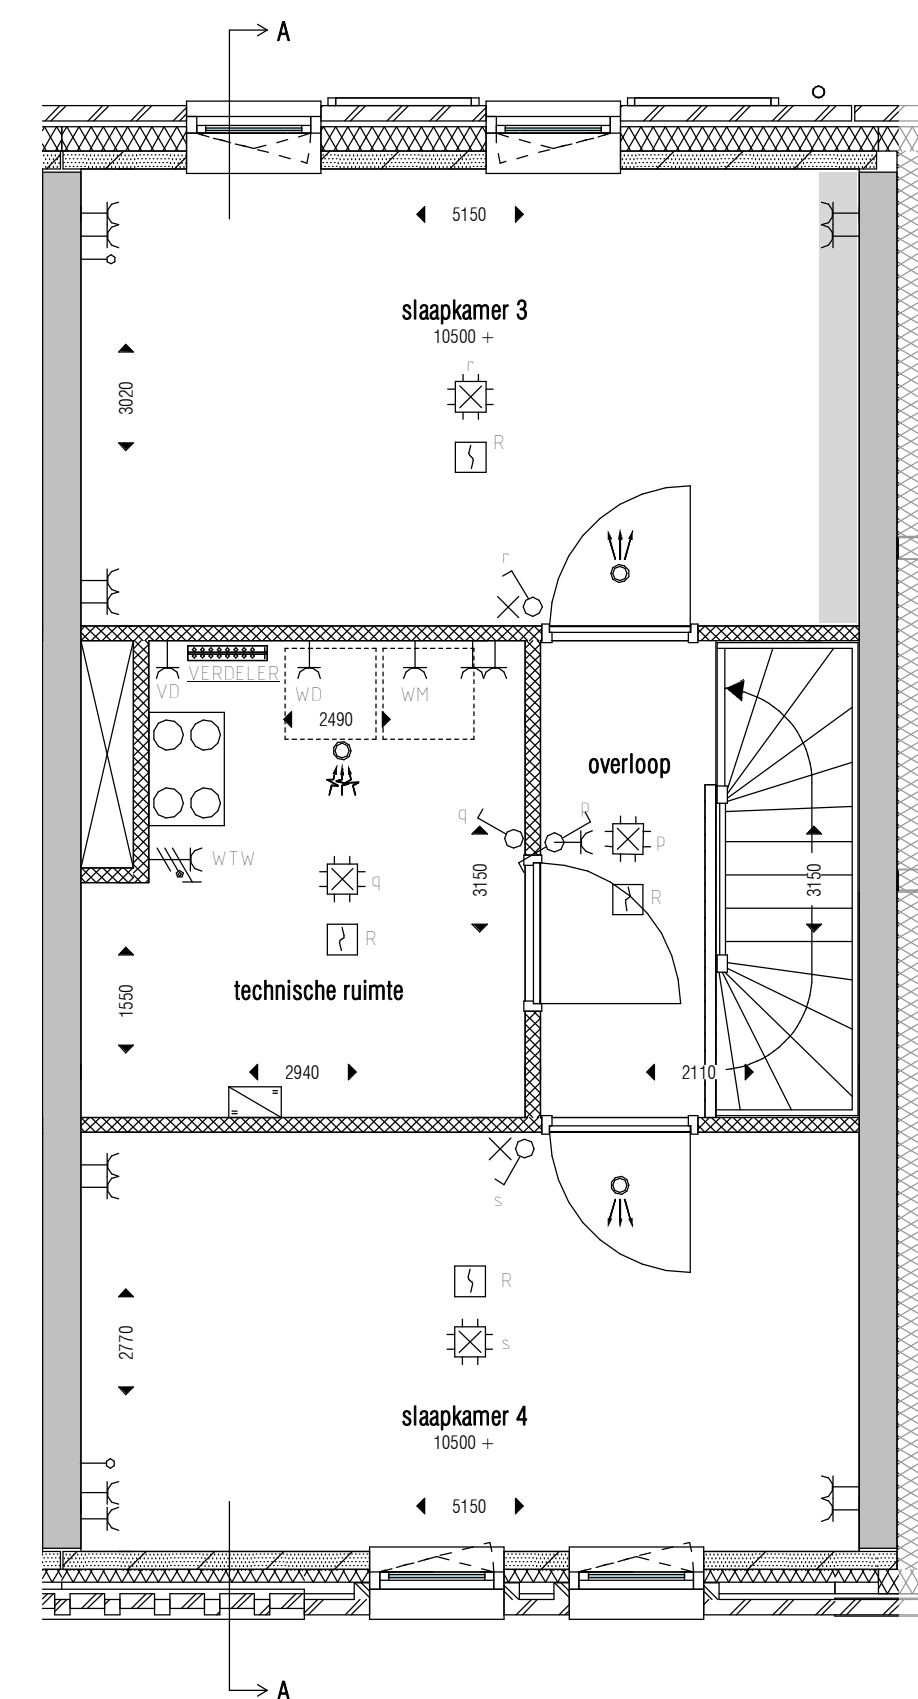 A
5150
slaapkamer 3
10500 +
r
3020
R
r
VERDELER
VD
WD
WM
2490
overloop
q
p
p
WTW
3150
3150
q
R
R
technische ruimte
1550
2940
2110
s
R
2770
s
slaapkamer 4
10500 +
5150
A